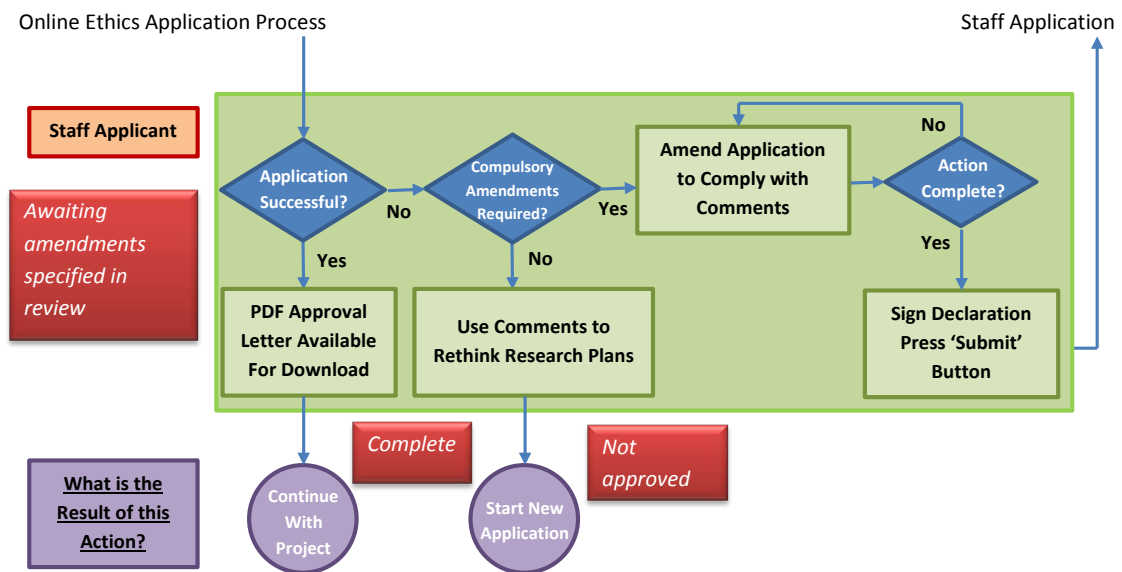 Online Ethics Application Process
Staff Application
Staff Applicant
Awaiting
amendments
specified in
review
Application
Successful?
No
Yes
Compulsory
Amendments
Required?
Yes
No
Amend Application
to Comply with
Comments
No
Action
Complete?
Yes
PDF Approval
Letter Available
For Download
Use Comments to
Rethink Research Plans
Sign Declaration
Press ‘Submit’
Button
Complete
Not
approved
What is the
Result of this
Action?
Continue
With
Project
Start New
Application